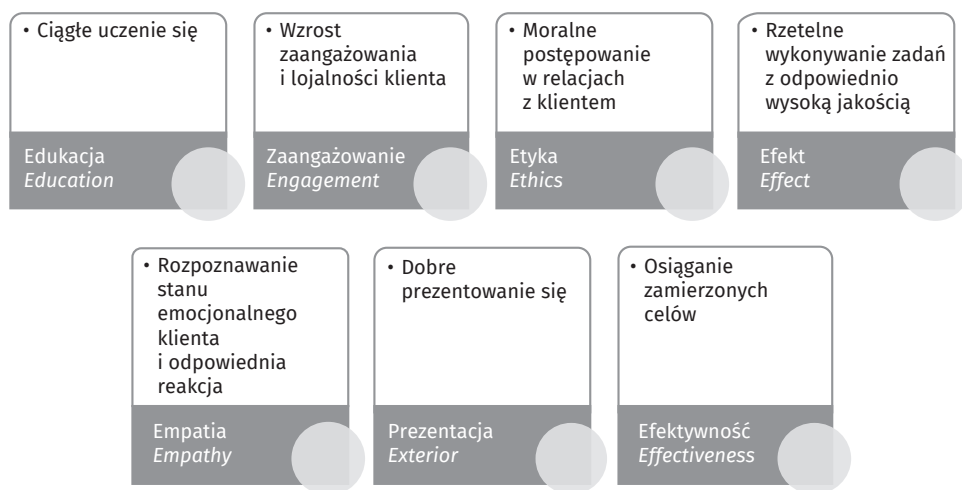 • Ciągłe uczenie się
Edukacja
Education
• Wzrost
zaangażowania
i lojalności klienta
Zaangażowanie
Engagement
• Moralne
postępowanie
w relacjach
z klientem
Etyka
Ethics
• Rzetelne
wykonywanie zadań
z odpowiednio
wysoką jakością
Efekt
Effect
• Rozpoznawanie
stanu
emocjonalnego
klienta
i odpowiednia
reakcja
Empatia
Empathy
• Dobre
prezentowanie się
Prezentacja
Exterior
• Osiąganie
zamierzonych
celów
Efektywność
Effectiveness